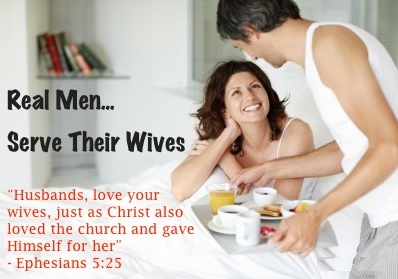 Real Men...
Serve Their Wives
"Husbands, love your
wives, just as Christ also
loved the church and gave
Himself for her"
- Ephesians 5:25